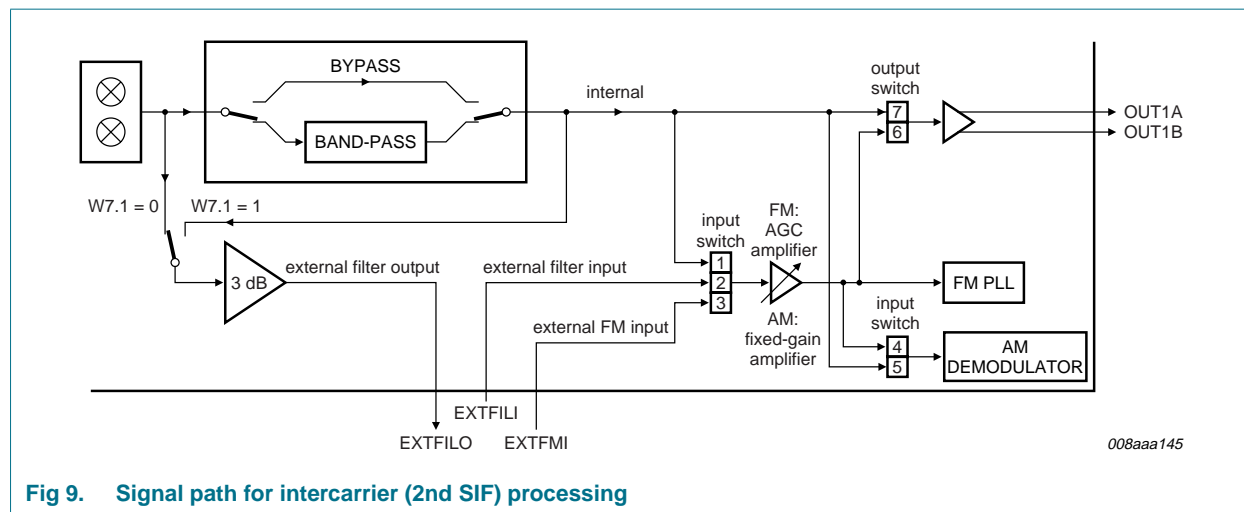 BYPASS
BAND-PASS
internal
output
switch
7
6
OUT1A
OUT1B
W7.1 = 0
W7.1 = 1
3 dB
external filter output
external filter input
external FM input
input
switch
1
2
3
FM:
AGC
amplifier
AM:
fixed-gain
amplifier
FM PLL
input
switch
4
5
AM
DEMODULATOR
EXTFILO
EXTFILI
EXTFMI
008aaa145
Fig 9. Signal path for intercarrier (2nd SIF) processing